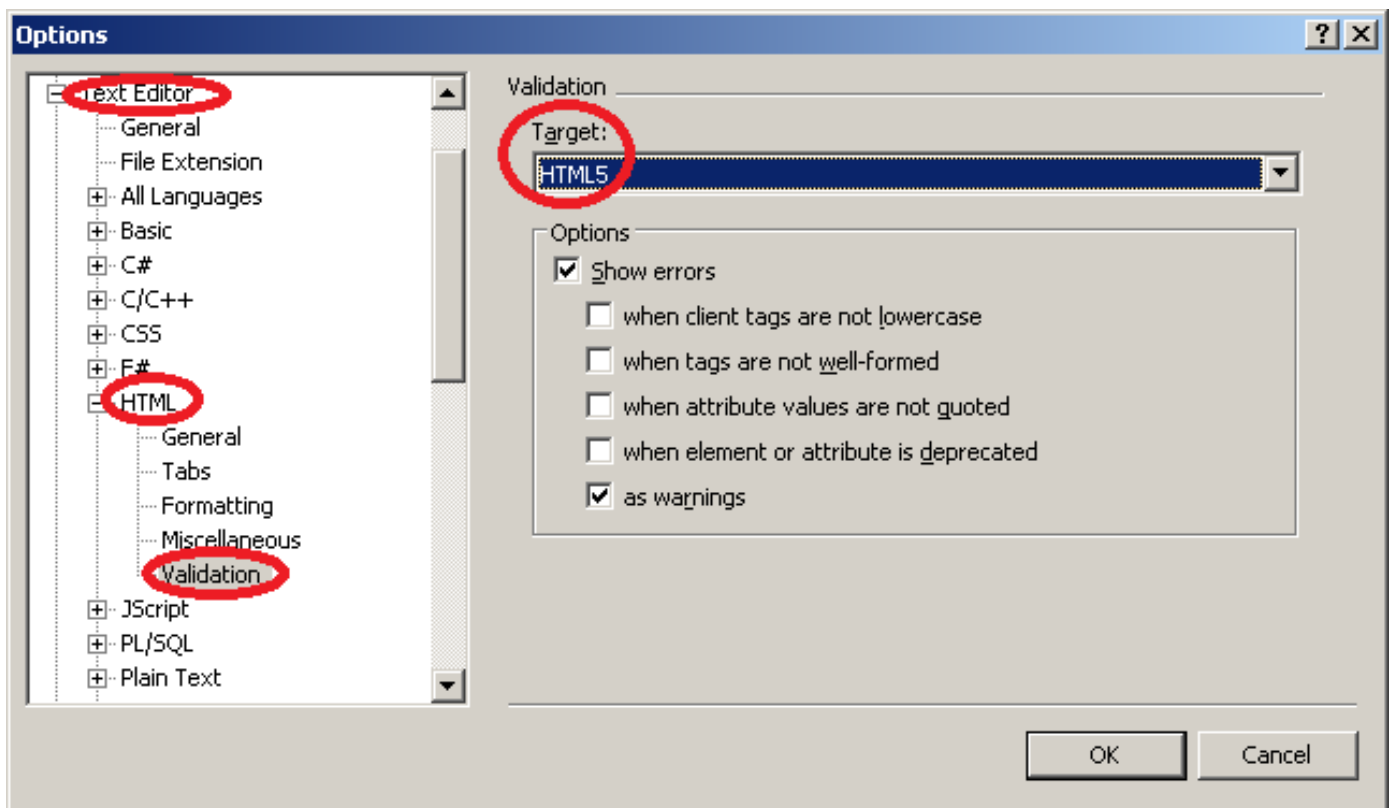 Options
Text Editor
General
File Extension
All Languages
Basic
C#
C/C++
CSS
F#
HTML
General
Tabs
Formatting
Miscellaneous
Validation
JScript
PL/SQL
Plain Text
Validation
Target:
HTML5
Options
Show errors
when client tags are not lowercase
when tags are not well-formed
when attribute values are not quoted
when element or attribute is deprecated
as warnings
OK Cancel